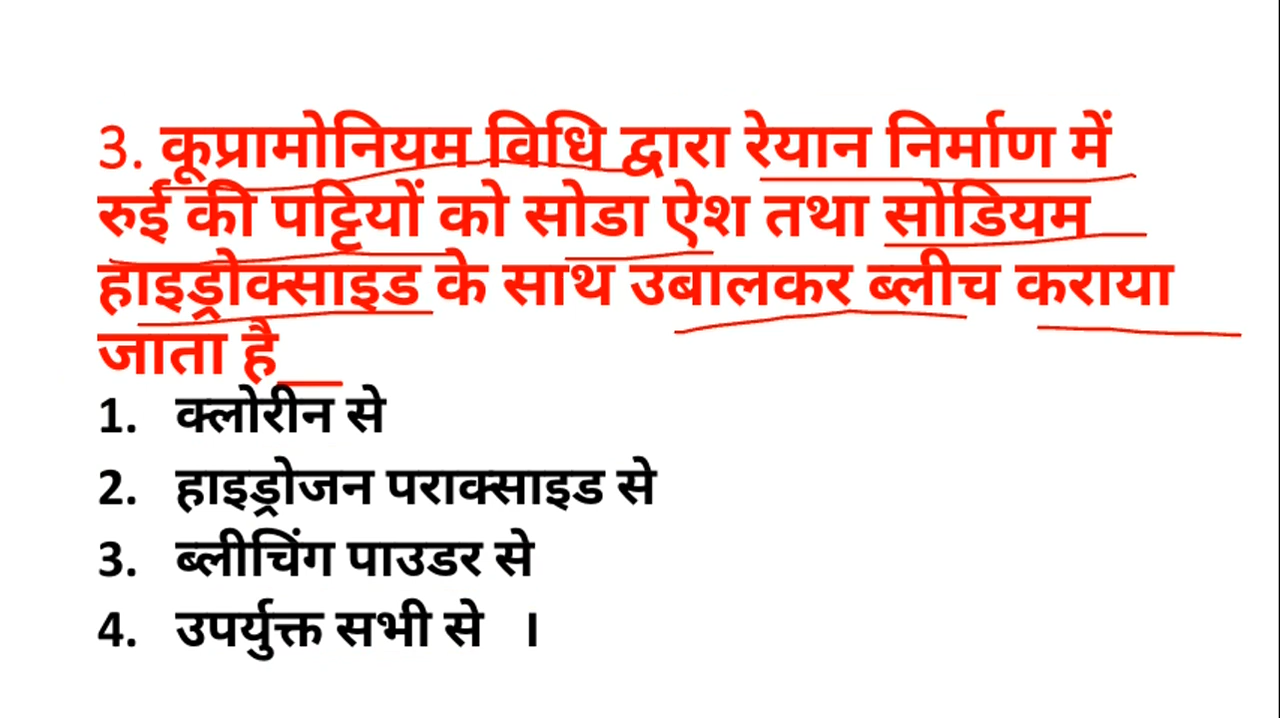 3. कूप्रामोनियम विधि द्वारा रेयान निर्माण में
रुई की पट्टियों को सोडा ऐश तथा सोडियम
हाइड्रोक्साइड के साथ उबालकर ब्लीच कराया
जाता है__
1. क्लोरीन से
2. हाइड्रोजन पराक्साइड से
3. ब्लीचिंग पाउडर से
4. उपर्युक्त सभी से ।